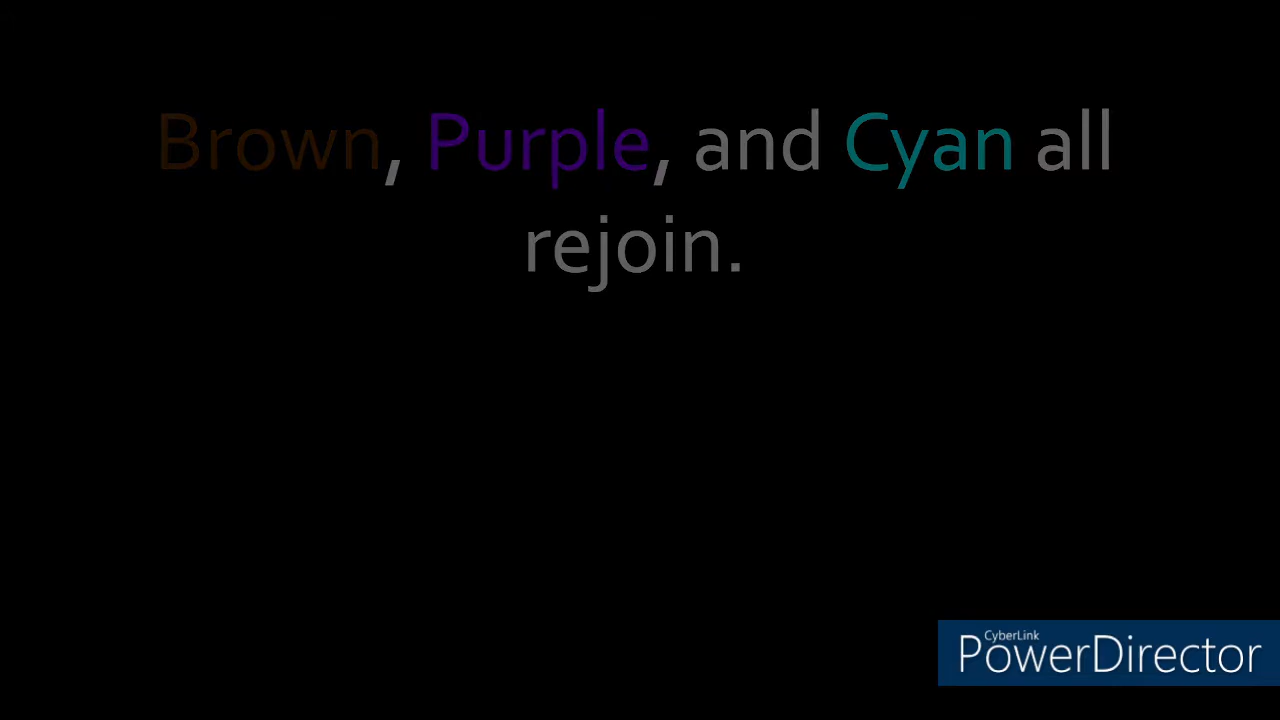 Brown, Purple, and Cyan all
rejoin.
CyberLink
PowerDirector